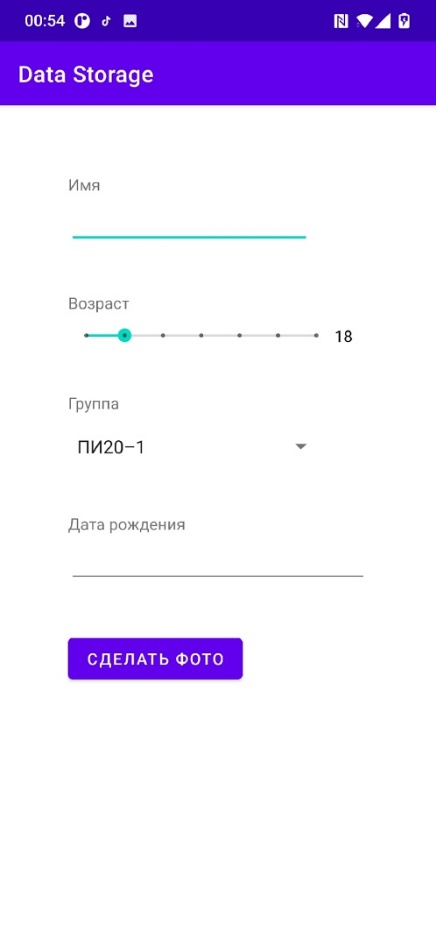 00:54
Data Storage
Имя
Возраст
18
Группа
ПИ20-1
Дата рождения
СДЕЛАТЬ ФОТО